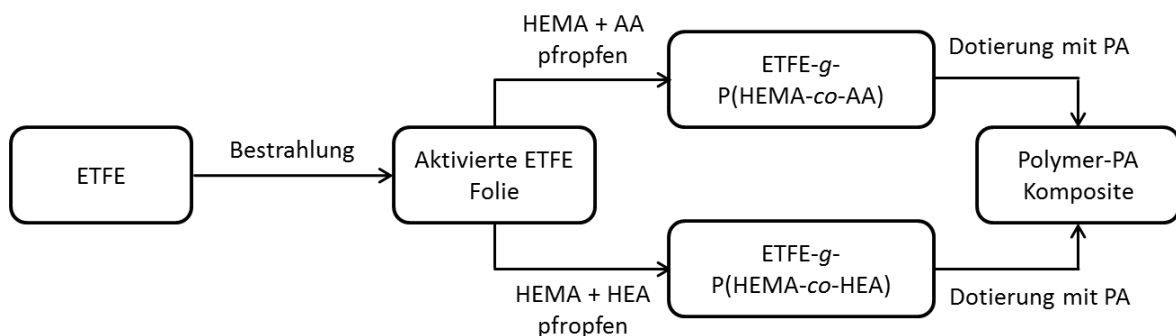 HEMA + AA
pfropfen
ETFE-g-
P(HEMA-co-AA)
Dotierung mit PA
ETFE
Bestrahlung
Aktivierte ETFE
Folie
Polymer-PA
Komposite
HEMA + HEA
pfropfen
ETFE-g-
P(HEMA-co-HEA)
Dotierung mit PA